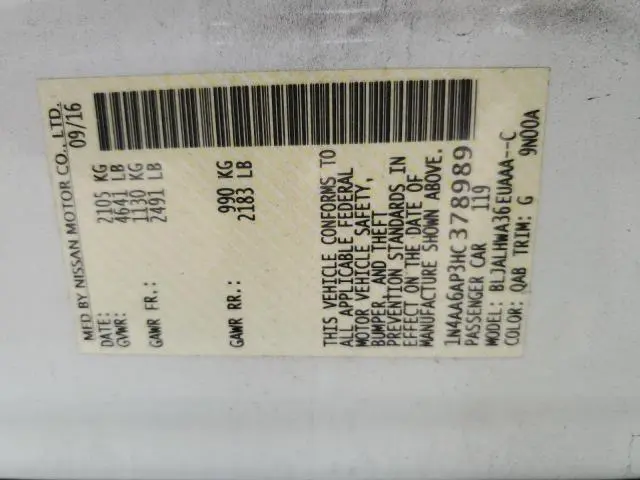 MFD BY NISSAN MOTOR CO., LTD.
DATE: 09/16
GVWR: 2105 KG
4641 LB
GAWR FR.: 1130 KG
2491 LB
GAWR RR.: 990 KG
2183 LB
THIS VEHICLE CONFORMS TO
ALL APPLICABLE FEDERAL
MOTOR VEHICLE SAFETY,
BUMPER, AND THEFT
PREVENTION STANDARDS IN
EFFECT ON THE DATE OF
MANUFACTURE SHOWN ABOVE.
1N4AA6AP3HC378989
PASSENGER CAR 119
MODEL: BLJALHWA36EUAAA--C
COLOR: QAB TRIM: G 9N00A